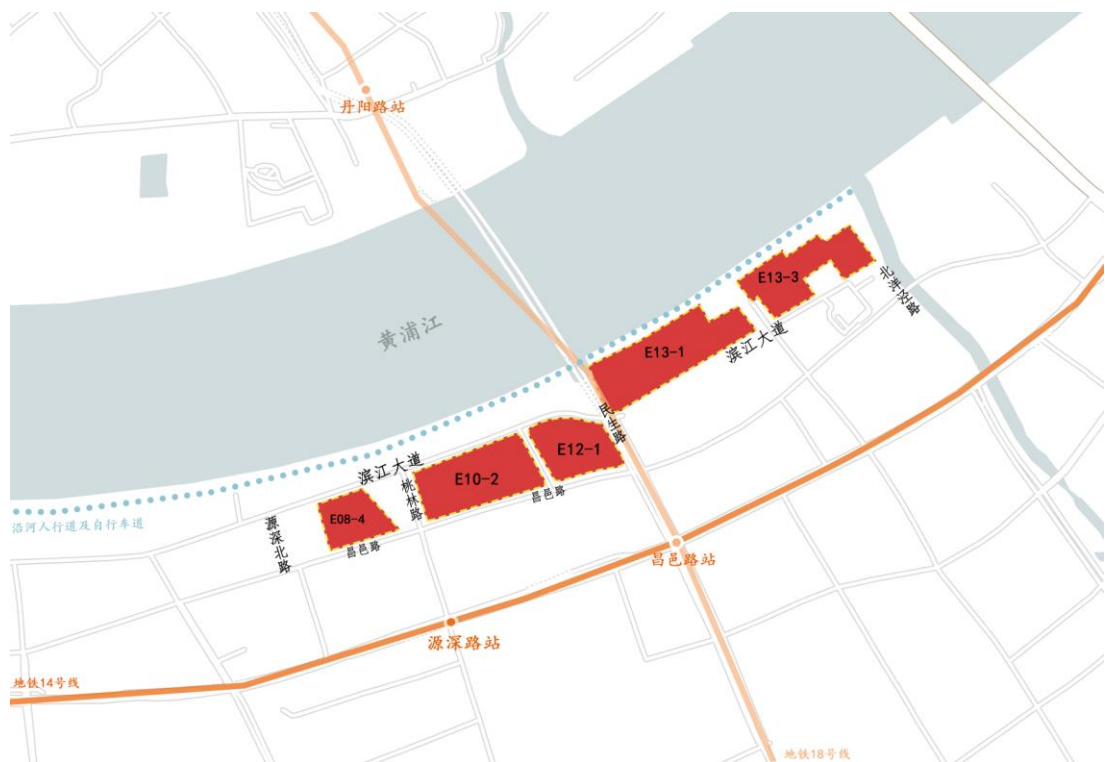 丹阳路站
黄浦江
E13-3
北洋泾路
E13-1
滨江大道
民生路
E12-1
滨江大道
E10-2
桃林路
昌邑路
E08-4
沿河人行道及自行车道
源深北路
昌邑路
昌邑路站
源深路站
地铁14号线
地铁18号线